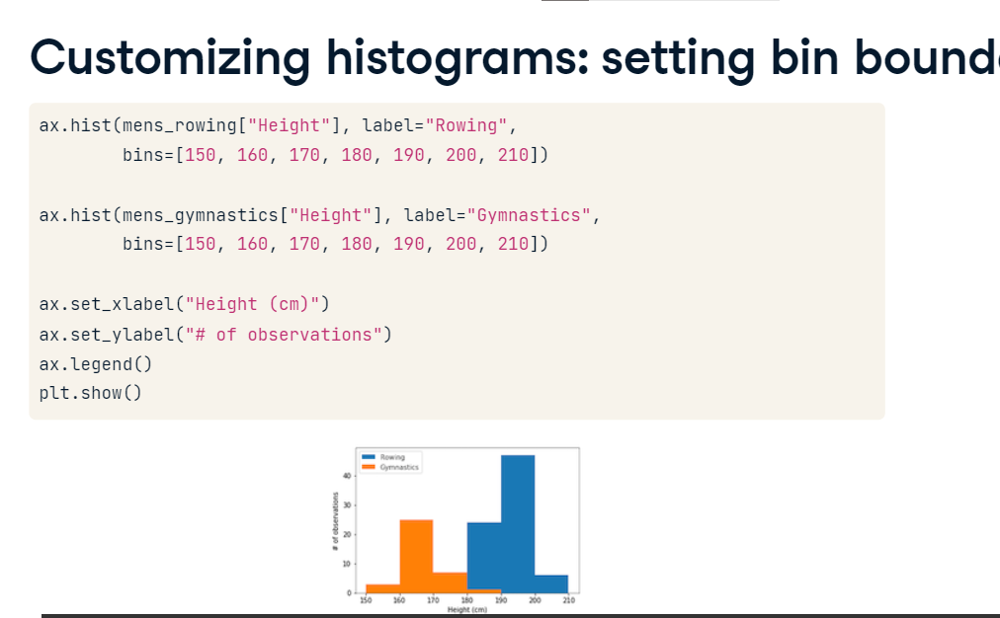 Customizing histograms: setting bin bound
ax.hist(mens_rowing["Height"], label="Rowing",
        bins=[150, 160, 170, 180, 190, 200, 210])
ax.hist(mens_gymnastics["Height"], label="Gymnastics",
        bins=[150, 160, 170, 180, 190, 200, 210])
ax.set_xlabel("Height (cm)")
ax.set_ylabel("# of observations")
ax.legend()
plt.show()
Rowing
Gymnastics
# of observations
40
30
20
10
0
150 160 170 180 190 200 210
Height (cm)